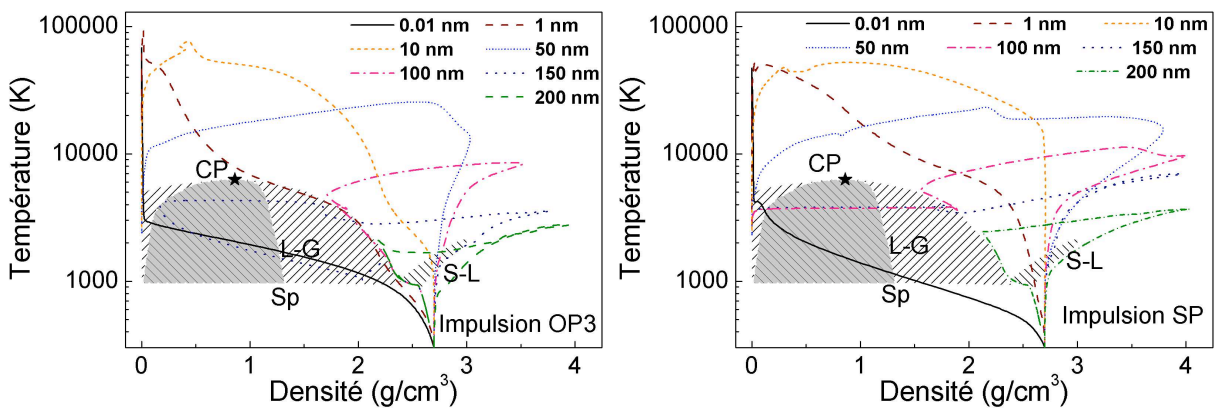 100000
10000
1000
Température (K)
0.01 nm
1 nm
10 nm
50 nm
100 nm
150 nm
200 nm
CP
L-G
S-L
Sp
Impulsion OP3
0 1 2 3 4
Densité (g/cm³)
100000
10000
1000
Température (K)
0.01 nm
1 nm
10 nm
50 nm
100 nm
150 nm
200 nm
CP
L-G
S-L
Sp
Impulsion SP
0 1 2 3 4
Densité (g/cm³)